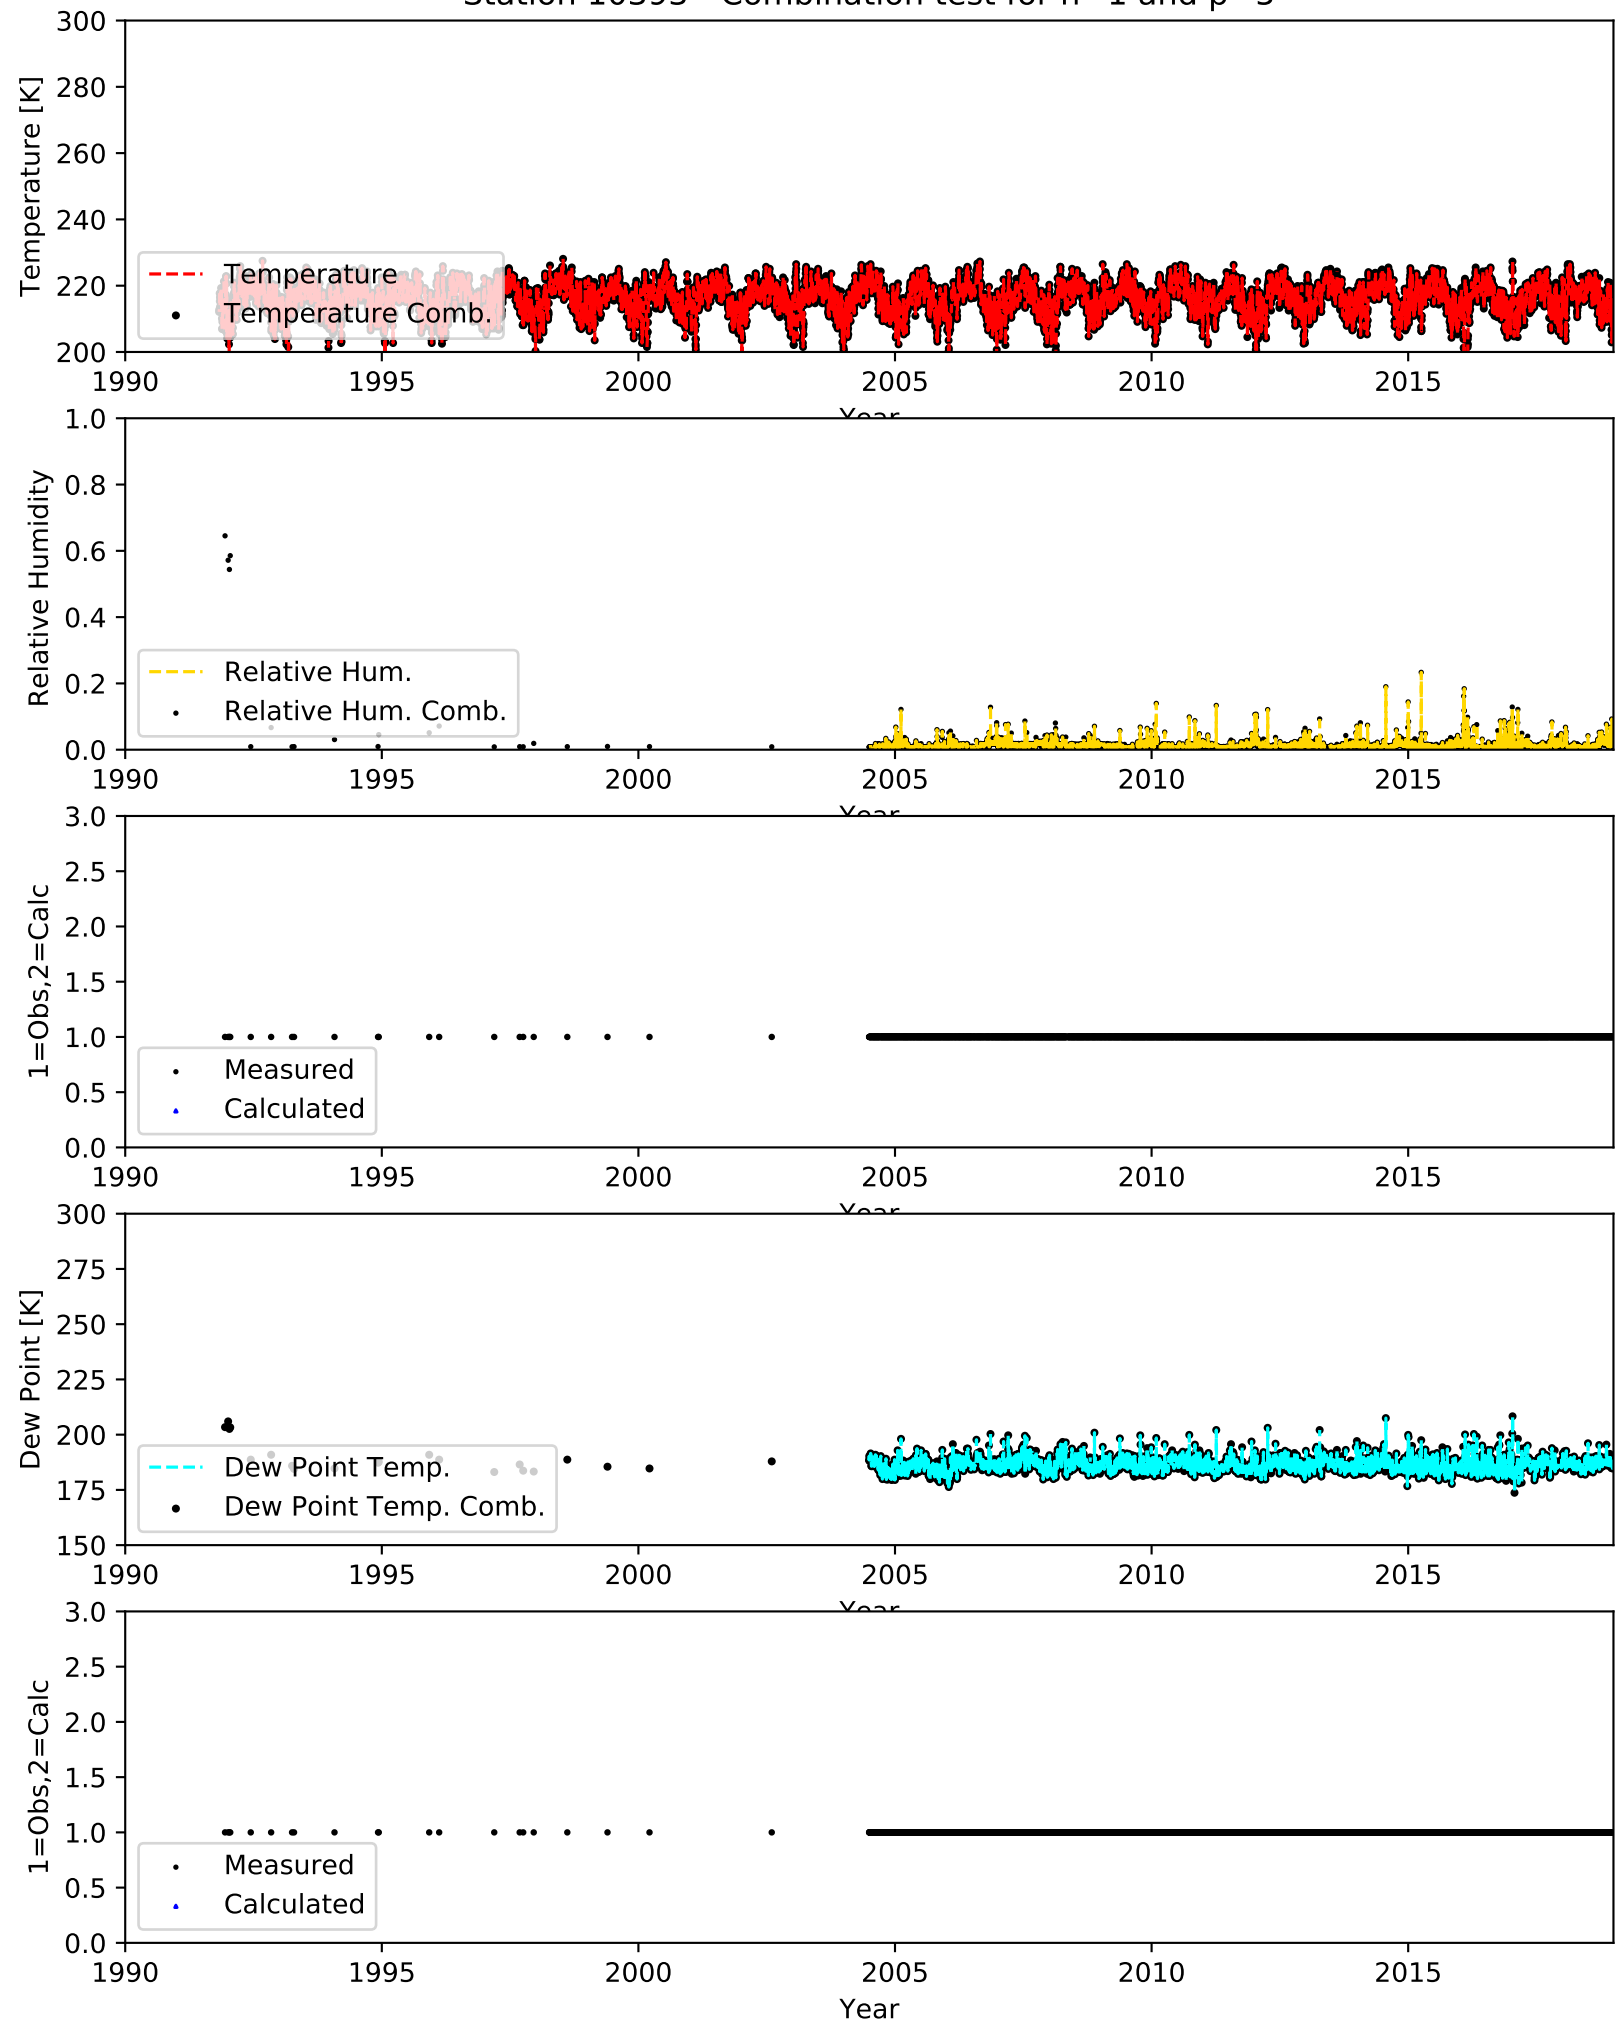 300
280
260
240
220
200
Temperature [K]
Temperature
Temperature Comb.
1990 1995 2000 2005 2010 2015
1.0
0.8
0.6
0.4
0.2
0.0
Relative Humidity
Relative Hum.
Relative Hum. Comb.
1990 1995 2000 2005 2010 2015
3.0
2.5
2.0
1.5
1.0
0.5
0.0
1=Obs,2=Calc
Measured
Calculated
1990 1995 2000 2005 2010 2015
300
275
250
225
200
175
150
Dew Point [K]
Dew Point Temp.
Dew Point Temp. Comb.
1990 1995 2000 2005 2010 2015
3.0
2.5
2.0
1.5
1.0
0.5
0.0
1=Obs,2=Calc
Measured
Calculated
1990 1995 2000 2005 2010 2015
Year